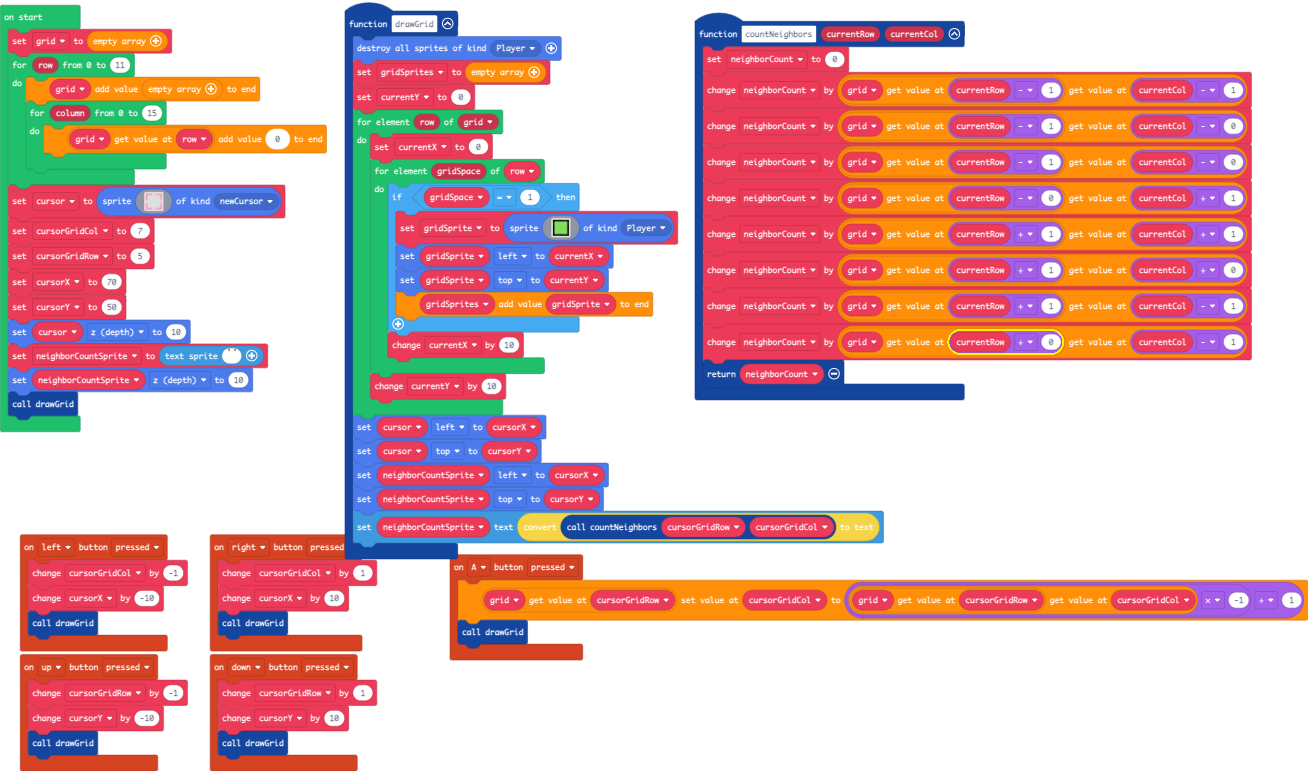 on start
set grid to empty array
for row from 0 to 11
do grid add value empty array to end
for column from 0 to 15
do grid get value at row add value 0 to end
set cursor to sprite of kind newCursor
set cursorGridCol to 7
set cursorGridRow to 5
set cursorX to 70
set cursorY to 50
set cursor z (depth) to 10
set neighborCountSprite to text sprite " "
set neighborCountSprite z (depth) to 10
call drawGrid
function drawGrid
destroy all sprites of kind Player
set gridSprites to empty array
set currentY to 0
for element row of grid
do set currentX to 0
for element gridSpace of row
do if gridSpace = 1 then
set gridSprite to sprite of kind Player
set gridSprite left to currentX
set gridSprite top to currentY
gridSprites add value gridSprite to end
change currentX by 10
change currentY by 10
set cursor left to cursorX
set cursor top to cursorY
set neighborCountSprite left to cursorX
set neighborCountSprite top to cursorY
set neighborCountSprite text convert call countNeighbors cursorGridRow cursorGridCol to text
function countNeighbors currentRow currentCol
set neighborCount to 0
change neighborCount by grid get value at currentRow - 1 get value at currentCol - 1
change neighborCount by grid get value at currentRow - 1 get value at currentCol - 0
change neighborCount by grid get value at currentRow - 1 get value at currentCol - 0
change neighborCount by grid get value at currentRow - 0 get value at currentCol + 1
change neighborCount by grid get value at currentRow + 1 get value at currentCol + 1
change neighborCount by grid get value at currentRow + 1 get value at currentCol + 0
change neighborCount by grid get value at currentRow + 1 get value at currentCol - 1
change neighborCount by grid get value at currentRow + 0 get value at currentCol - 1
return neighborCount
on left button pressed
change cursorGridCol by -1
change cursorX by -10
call drawGrid
on right button pressed
change cursorGridCol by 1
change cursorX by 10
call drawGrid
on A button pressed
grid get value at cursorGridRow set value at cursorGridCol to grid get value at cursorGridRow get value at cursorGridCol × -1 + 1
call drawGrid
on up button pressed
change cursorGridRow by -1
change cursorY by -10
call drawGrid
on down button pressed
change cursorGridRow by 1
change cursorY by 10
call drawGrid